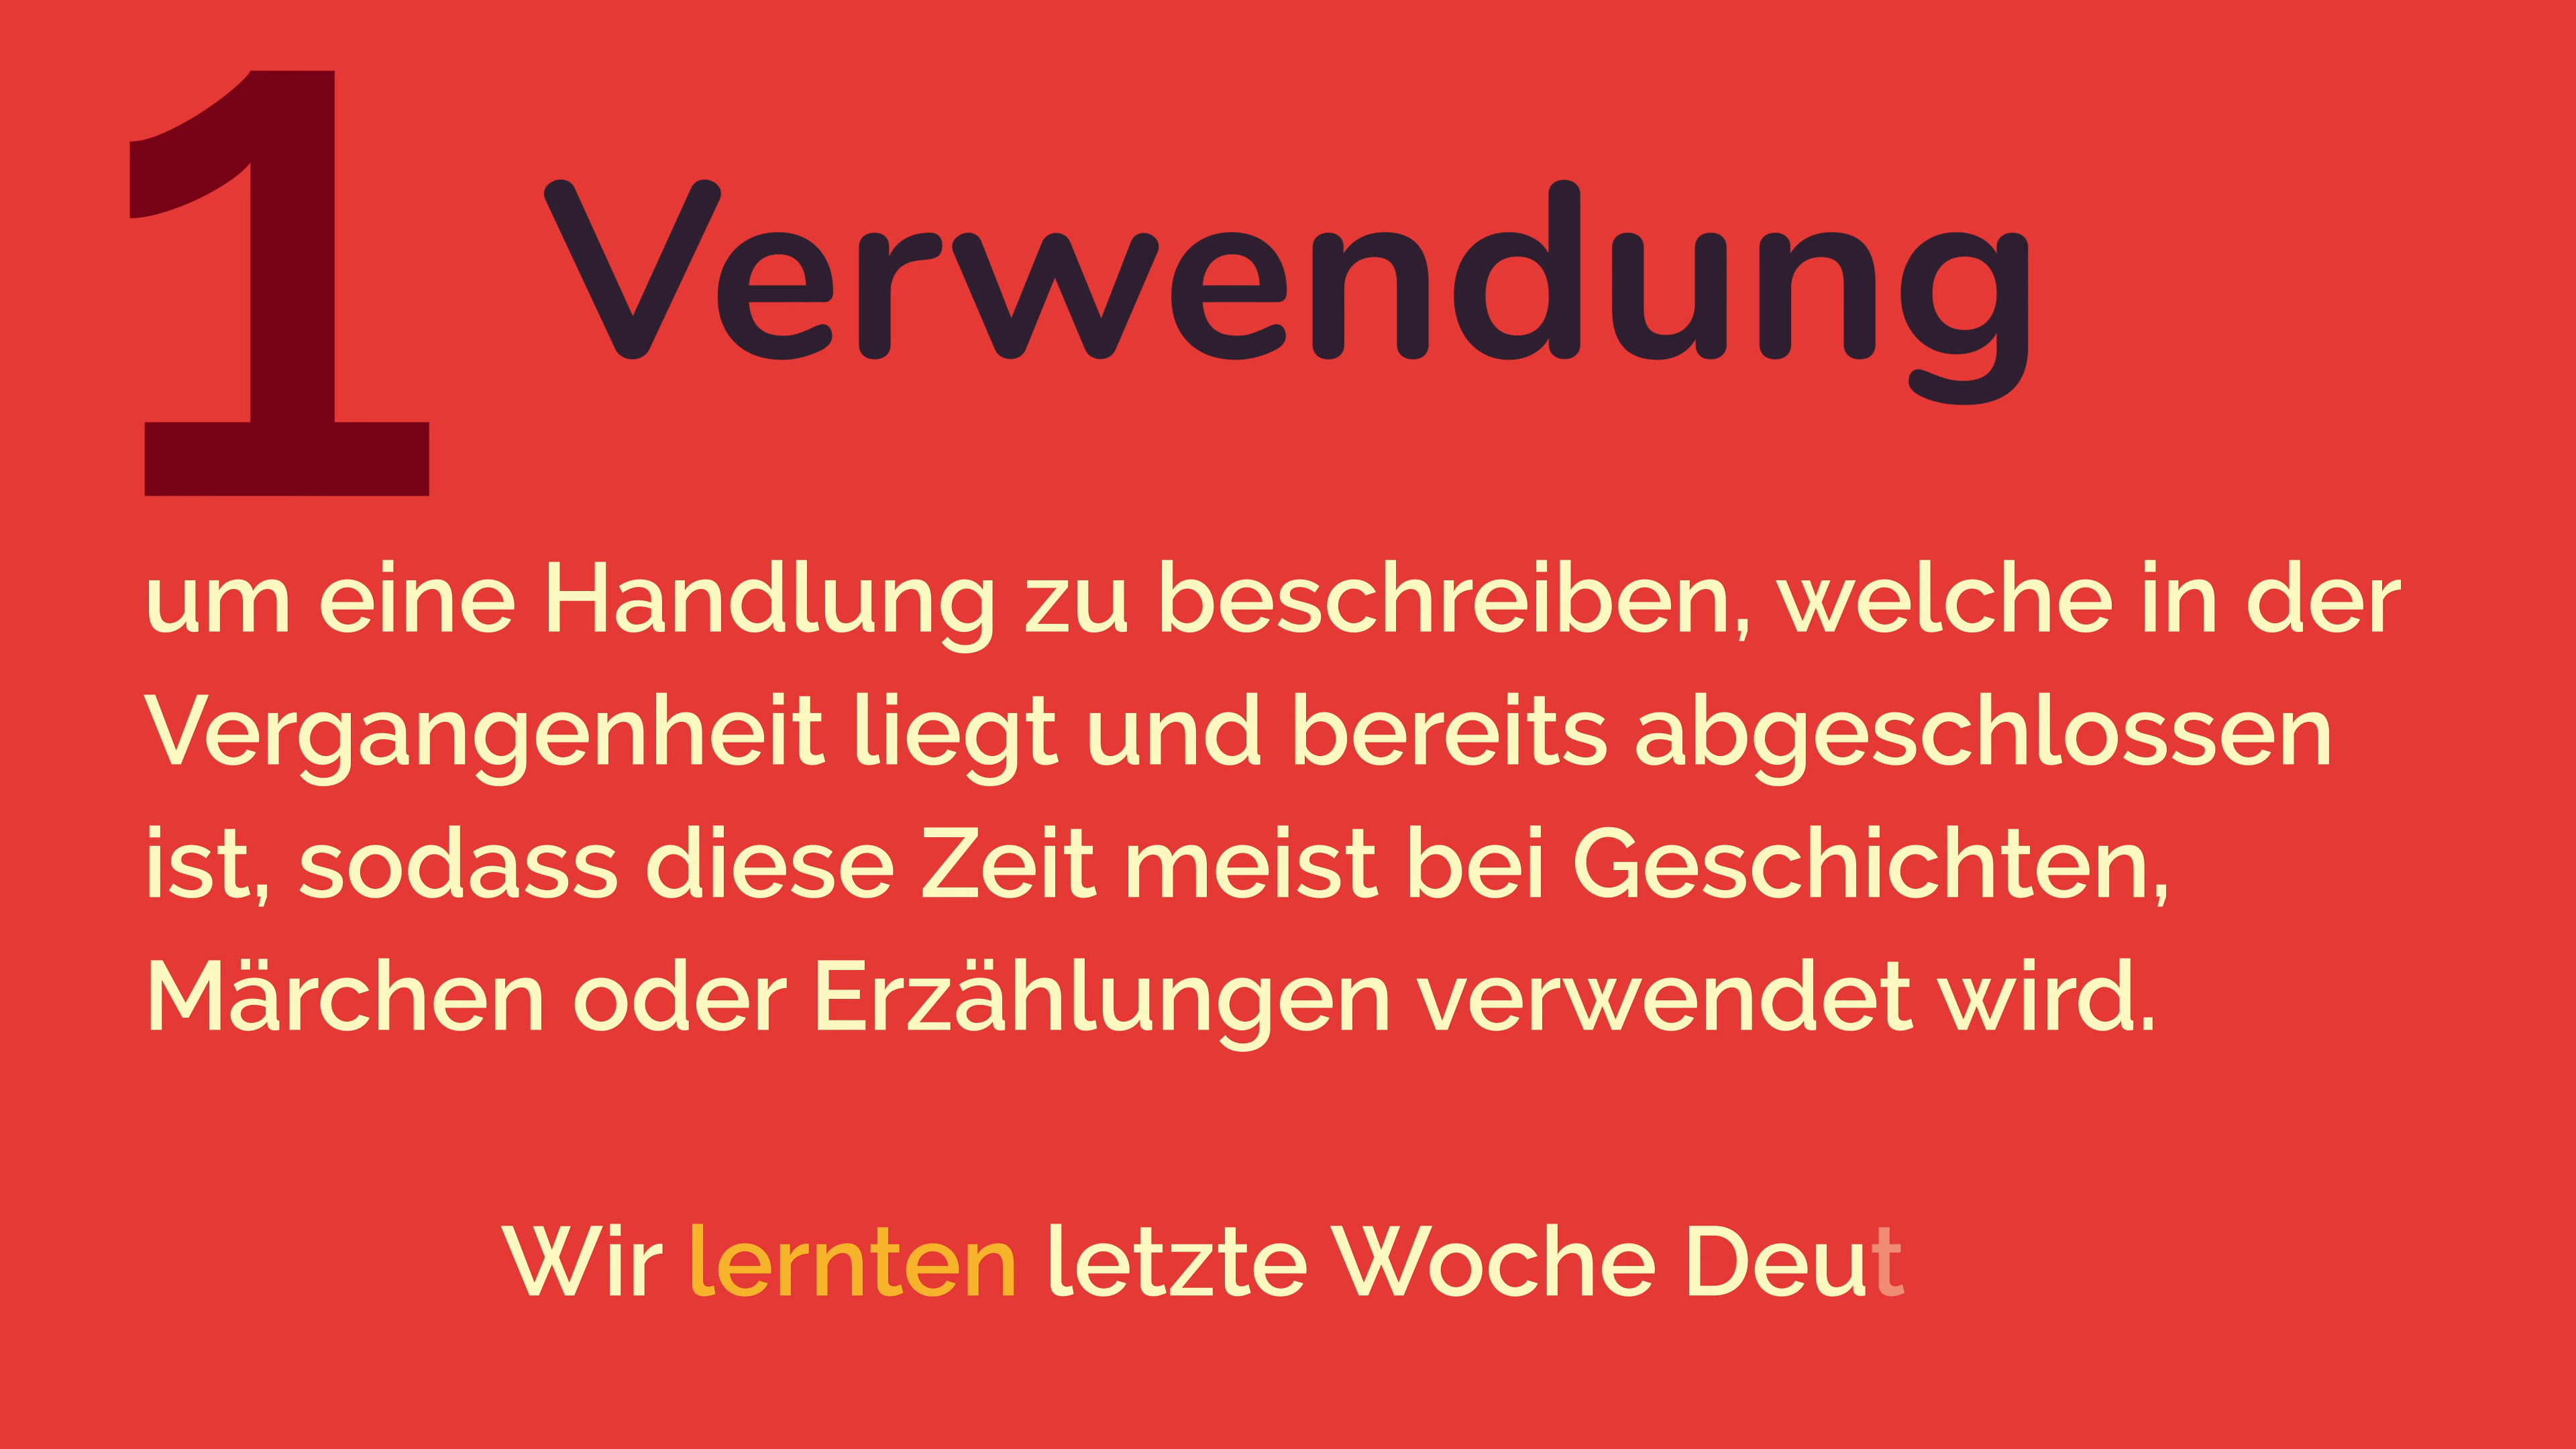 1 Verwendung
um eine Handlung zu beschreiben, welche in der
Vergangenheit liegt und bereits abgeschlossen
ist, sodass diese Zeit meist bei Geschichten,
Märchen oder Erzählungen verwendet wird.
Wir lernten letzte Woche Deut